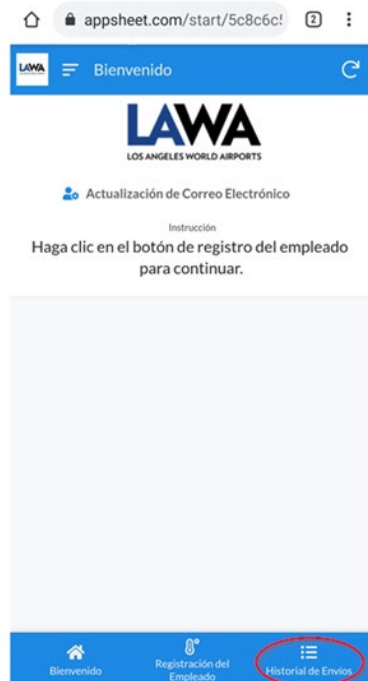 appsheet.com/start/5c8c6c!
2
LAWA
Bienvenido
LAWA
LOS ANGELES WORLD AIRPORTS
Actualización de Correo Electrónico
Instrucción
Haga clic en el botón de registro del empleado
para continuar.
Bienvenido
Registración del
Empleado
Historial de Envios